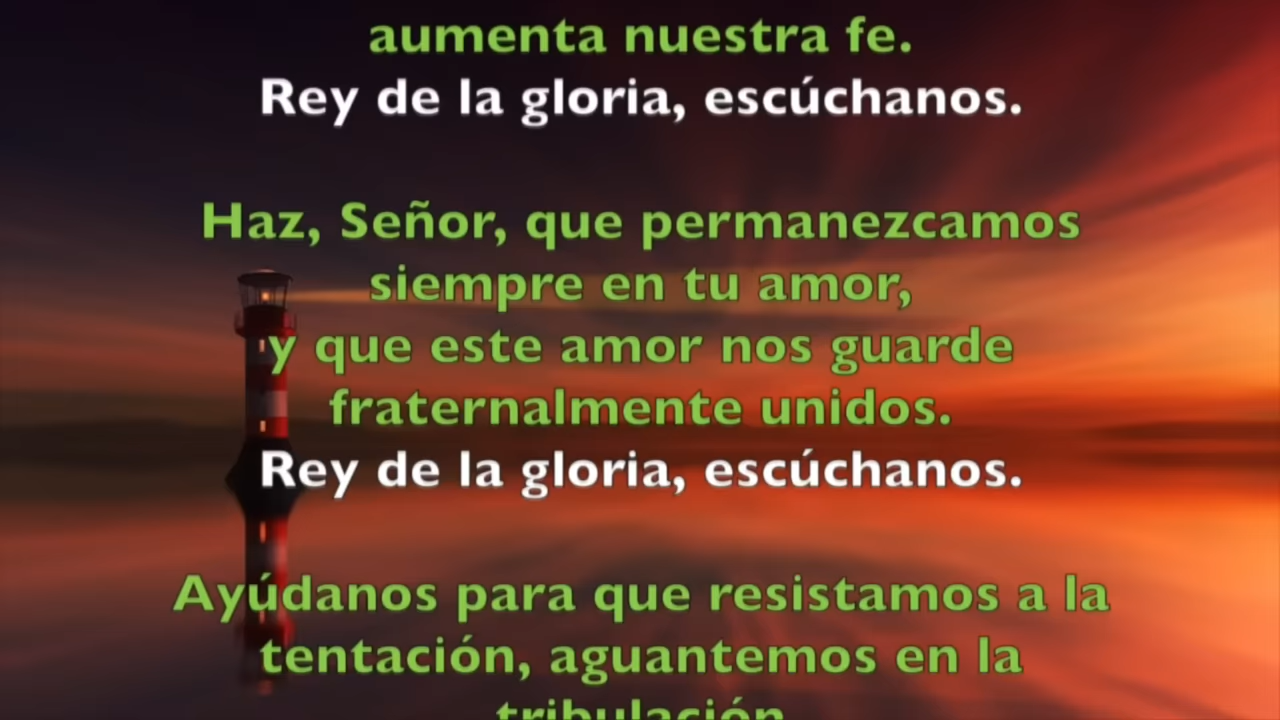 aumenta nuestra fe.
Rey de la gloria, escúchanos.
Haz, Señor, que permanezcamos
siempre en tu amor,
y que este amor nos guarde
fraternalmente unidos.
Rey de la gloria, escúchanos.
Ayúdanos para que resistamos a la
tentación, aguantemos en la
tribulación